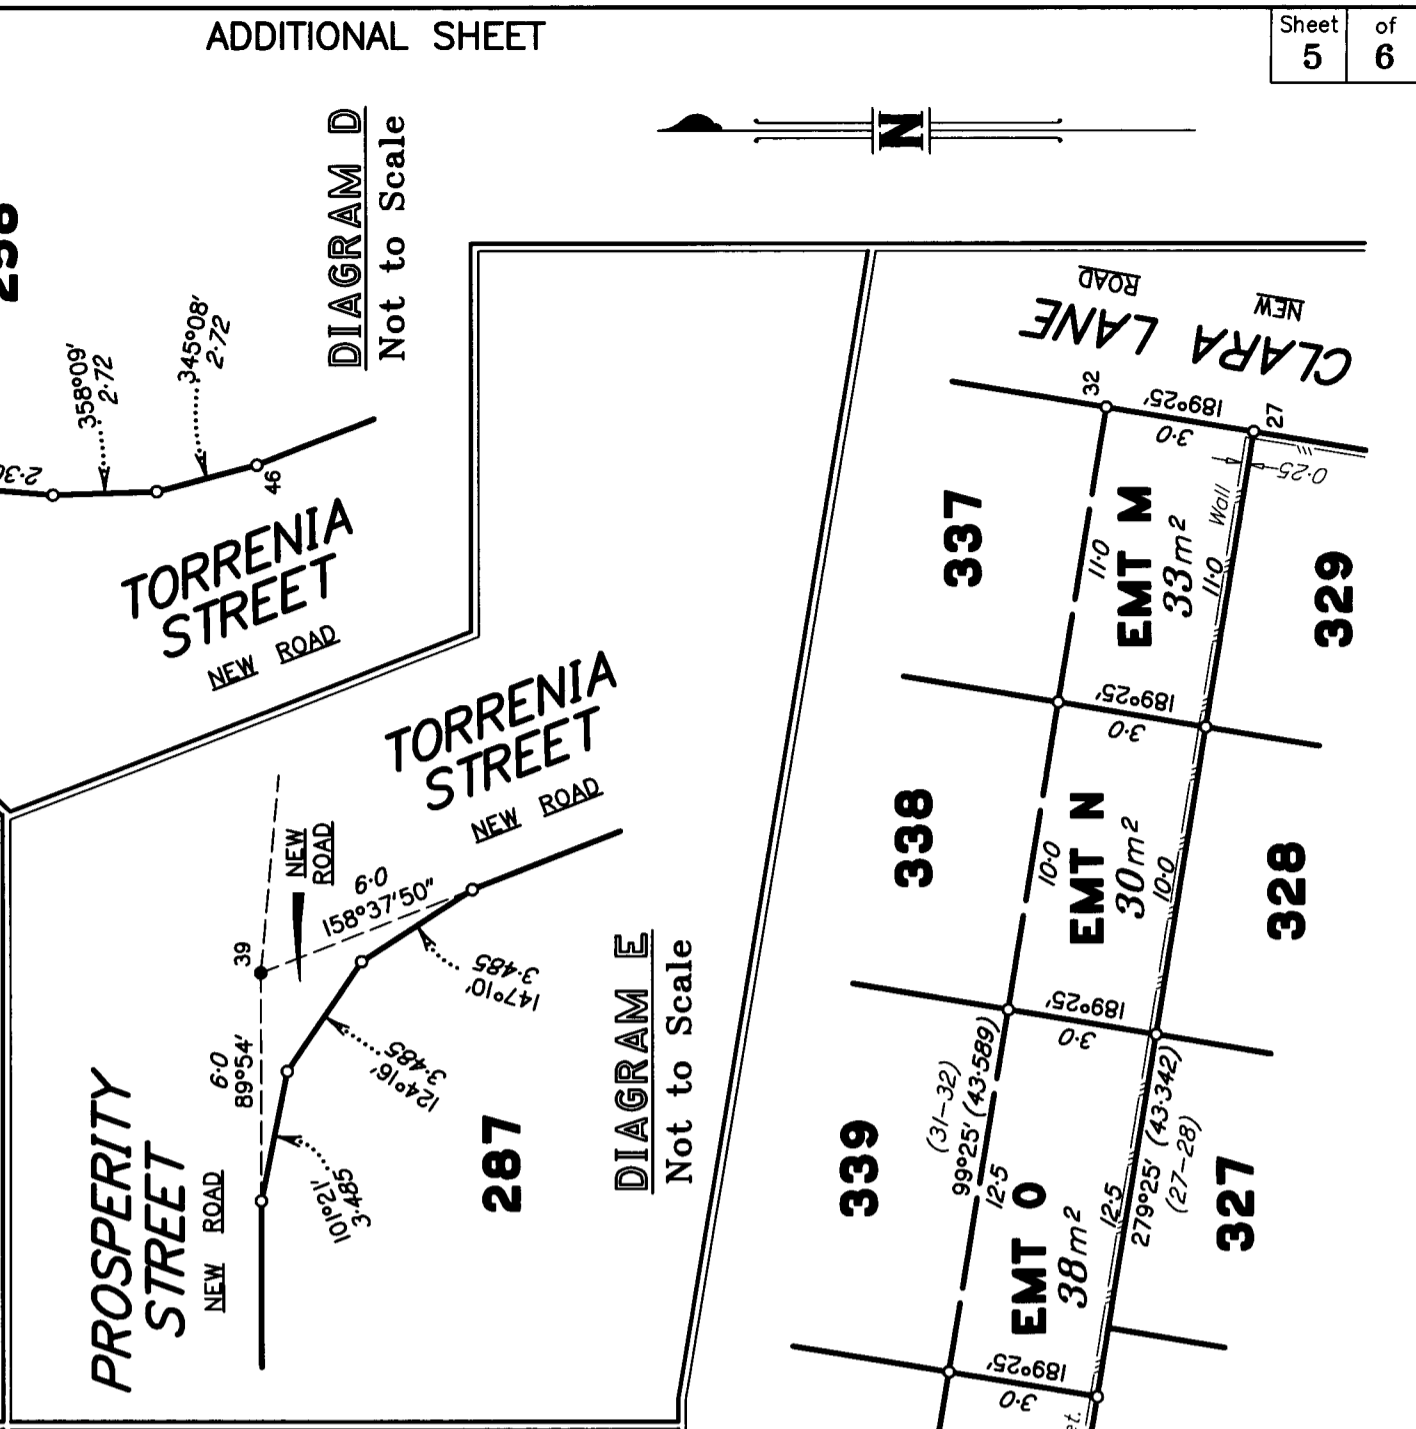 ADDITIONAL SHEET
Sheet of
5 6
N
DIAGRAM D
Not to Scale
358°09'
2·72
345°08'
2·72
46
TORRENIA
STREET
NEW ROAD
TORRENIA
STREET
NEW ROAD
NEW
ROAD
39
6·0
158°37'50"
6·0
89°54'
147°10'
3·485
124°16'
3·485
101°21'
3·485
PROSPERITY
STREET
NEW ROAD
287
DIAGRAM E
Not to Scale
CLARA LANE
NEW ROAD
32
189°25'
3·0
27
0·25
Wall
337
11·0
EMT M
33m²
11·0
329
189°25'
3·0
338
10·0
EMT N
30m²
10·0
328
189°25'
3·0
339
(31-32)
99°25' (43·589)
12·5
EMT O
38m²
12·5
279°25' (43·342)
(27-28)
327
189°25'
3·0